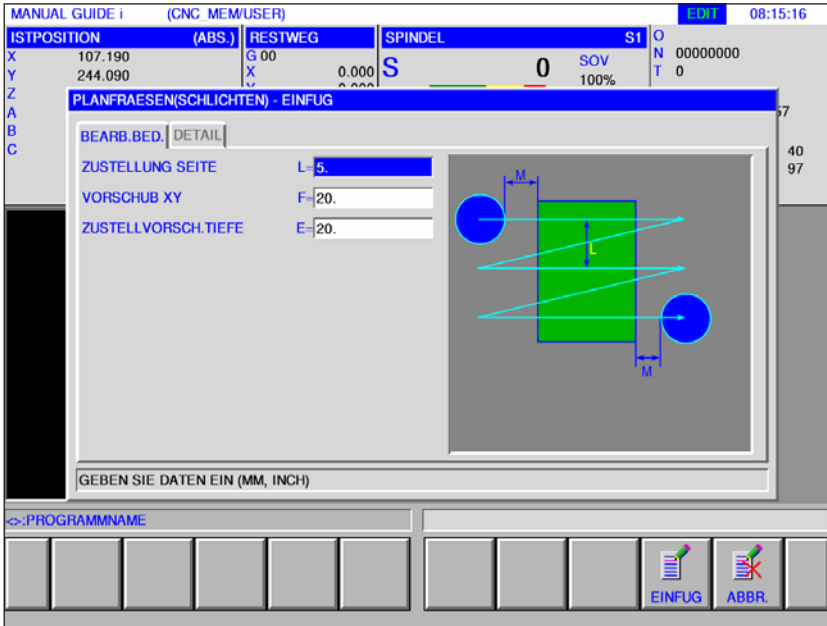 MANUAL GUIDE i (CNC_MEM/USER) EDIT 08:15:16
ISTPOSITION (ABS.)
X 107.190
Y 244.090
Z
A
B
C
RESTWEG
G 00
X 0.000
SPINDEL S1
S 0 SOV
100%
O
N 00000000
T 0
57
40
97
PLANFRAESEN(SCHLICHTEN) - EINFUG
BEARB.BED. DETAIL
ZUSTELLUNG SEITE L=5.
VORSCHUB XY F=20.
ZUSTELLVORSCH.TIEFE E=20.
M
L
M
GEBEN SIE DATEN EIN (MM, INCH)
<>:PROGRAMMNAME
EINFUG ABBR.